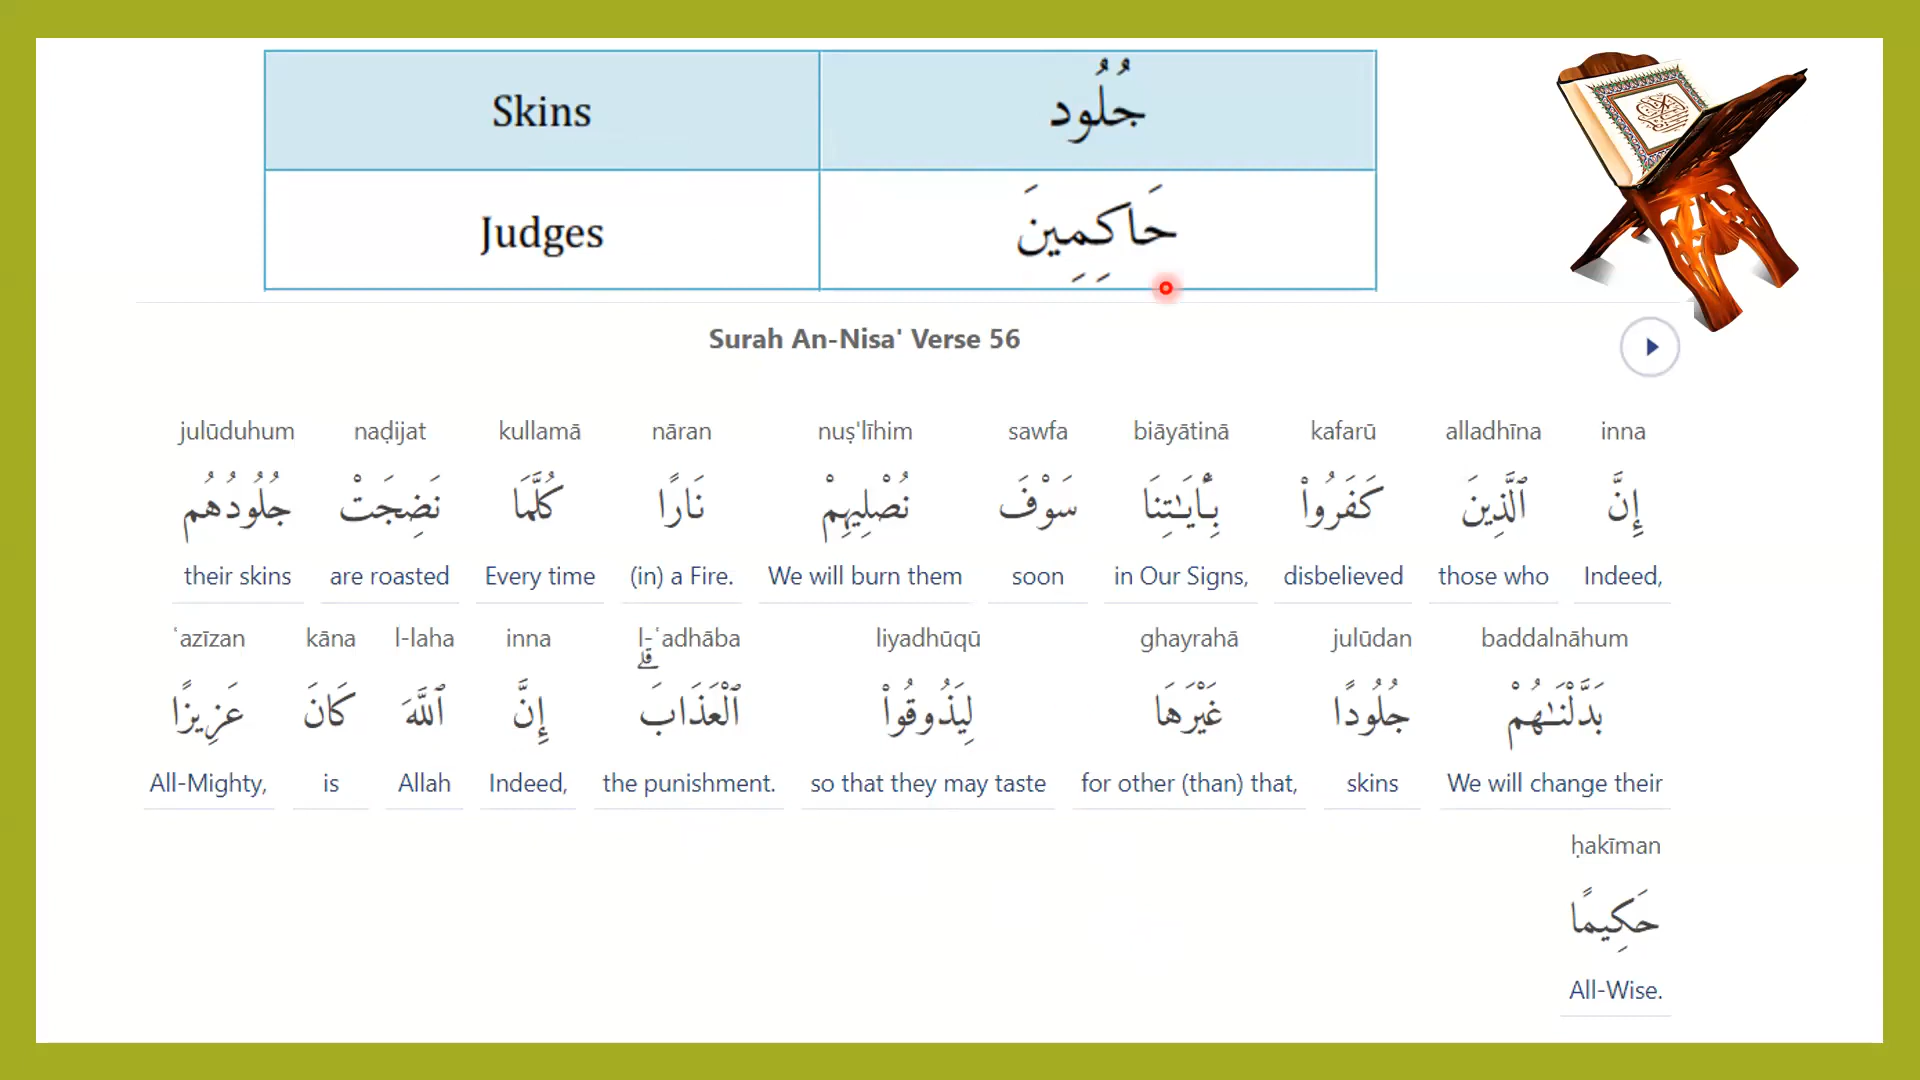 Skins جُلُود
Judges حَاكِمِينَ
Surah An-Nisa' Verse 56
julūduhum naḍijat kullamā nāran nuṣ'līhim sawfa biāyātinā kafarū alladhīna inna
إِنَّ ٱلَّذِينَ كَفَرُوا۟ بِـَٔايَـٰتِنَا سَوْفَ نُصْلِيهِمْ نَارًا كُلَّمَا نَضِجَتْ جُلُودُهُم
their skins are roasted Every time (in) a Fire. We will burn them soon in Our Signs, disbelieved those who Indeed,
ʿazīzan kāna l-laha inna l-ʿadhāba liyadhūqū ghayrahā julūdan baddalnāhum
بَدَّلْنَـٰهُمْ جُلُودًا غَيْرَهَا لِيَذُوقُوا۟ ٱلْعَذَابَ ۗ إِنَّ ٱللَّهَ كَانَ عَزِيزًا
All-Mighty, is Allah Indeed, the punishment. so that they may taste for other (than) that, skins We will change their
ḥakīman
حَكِيمًا
All-Wise.